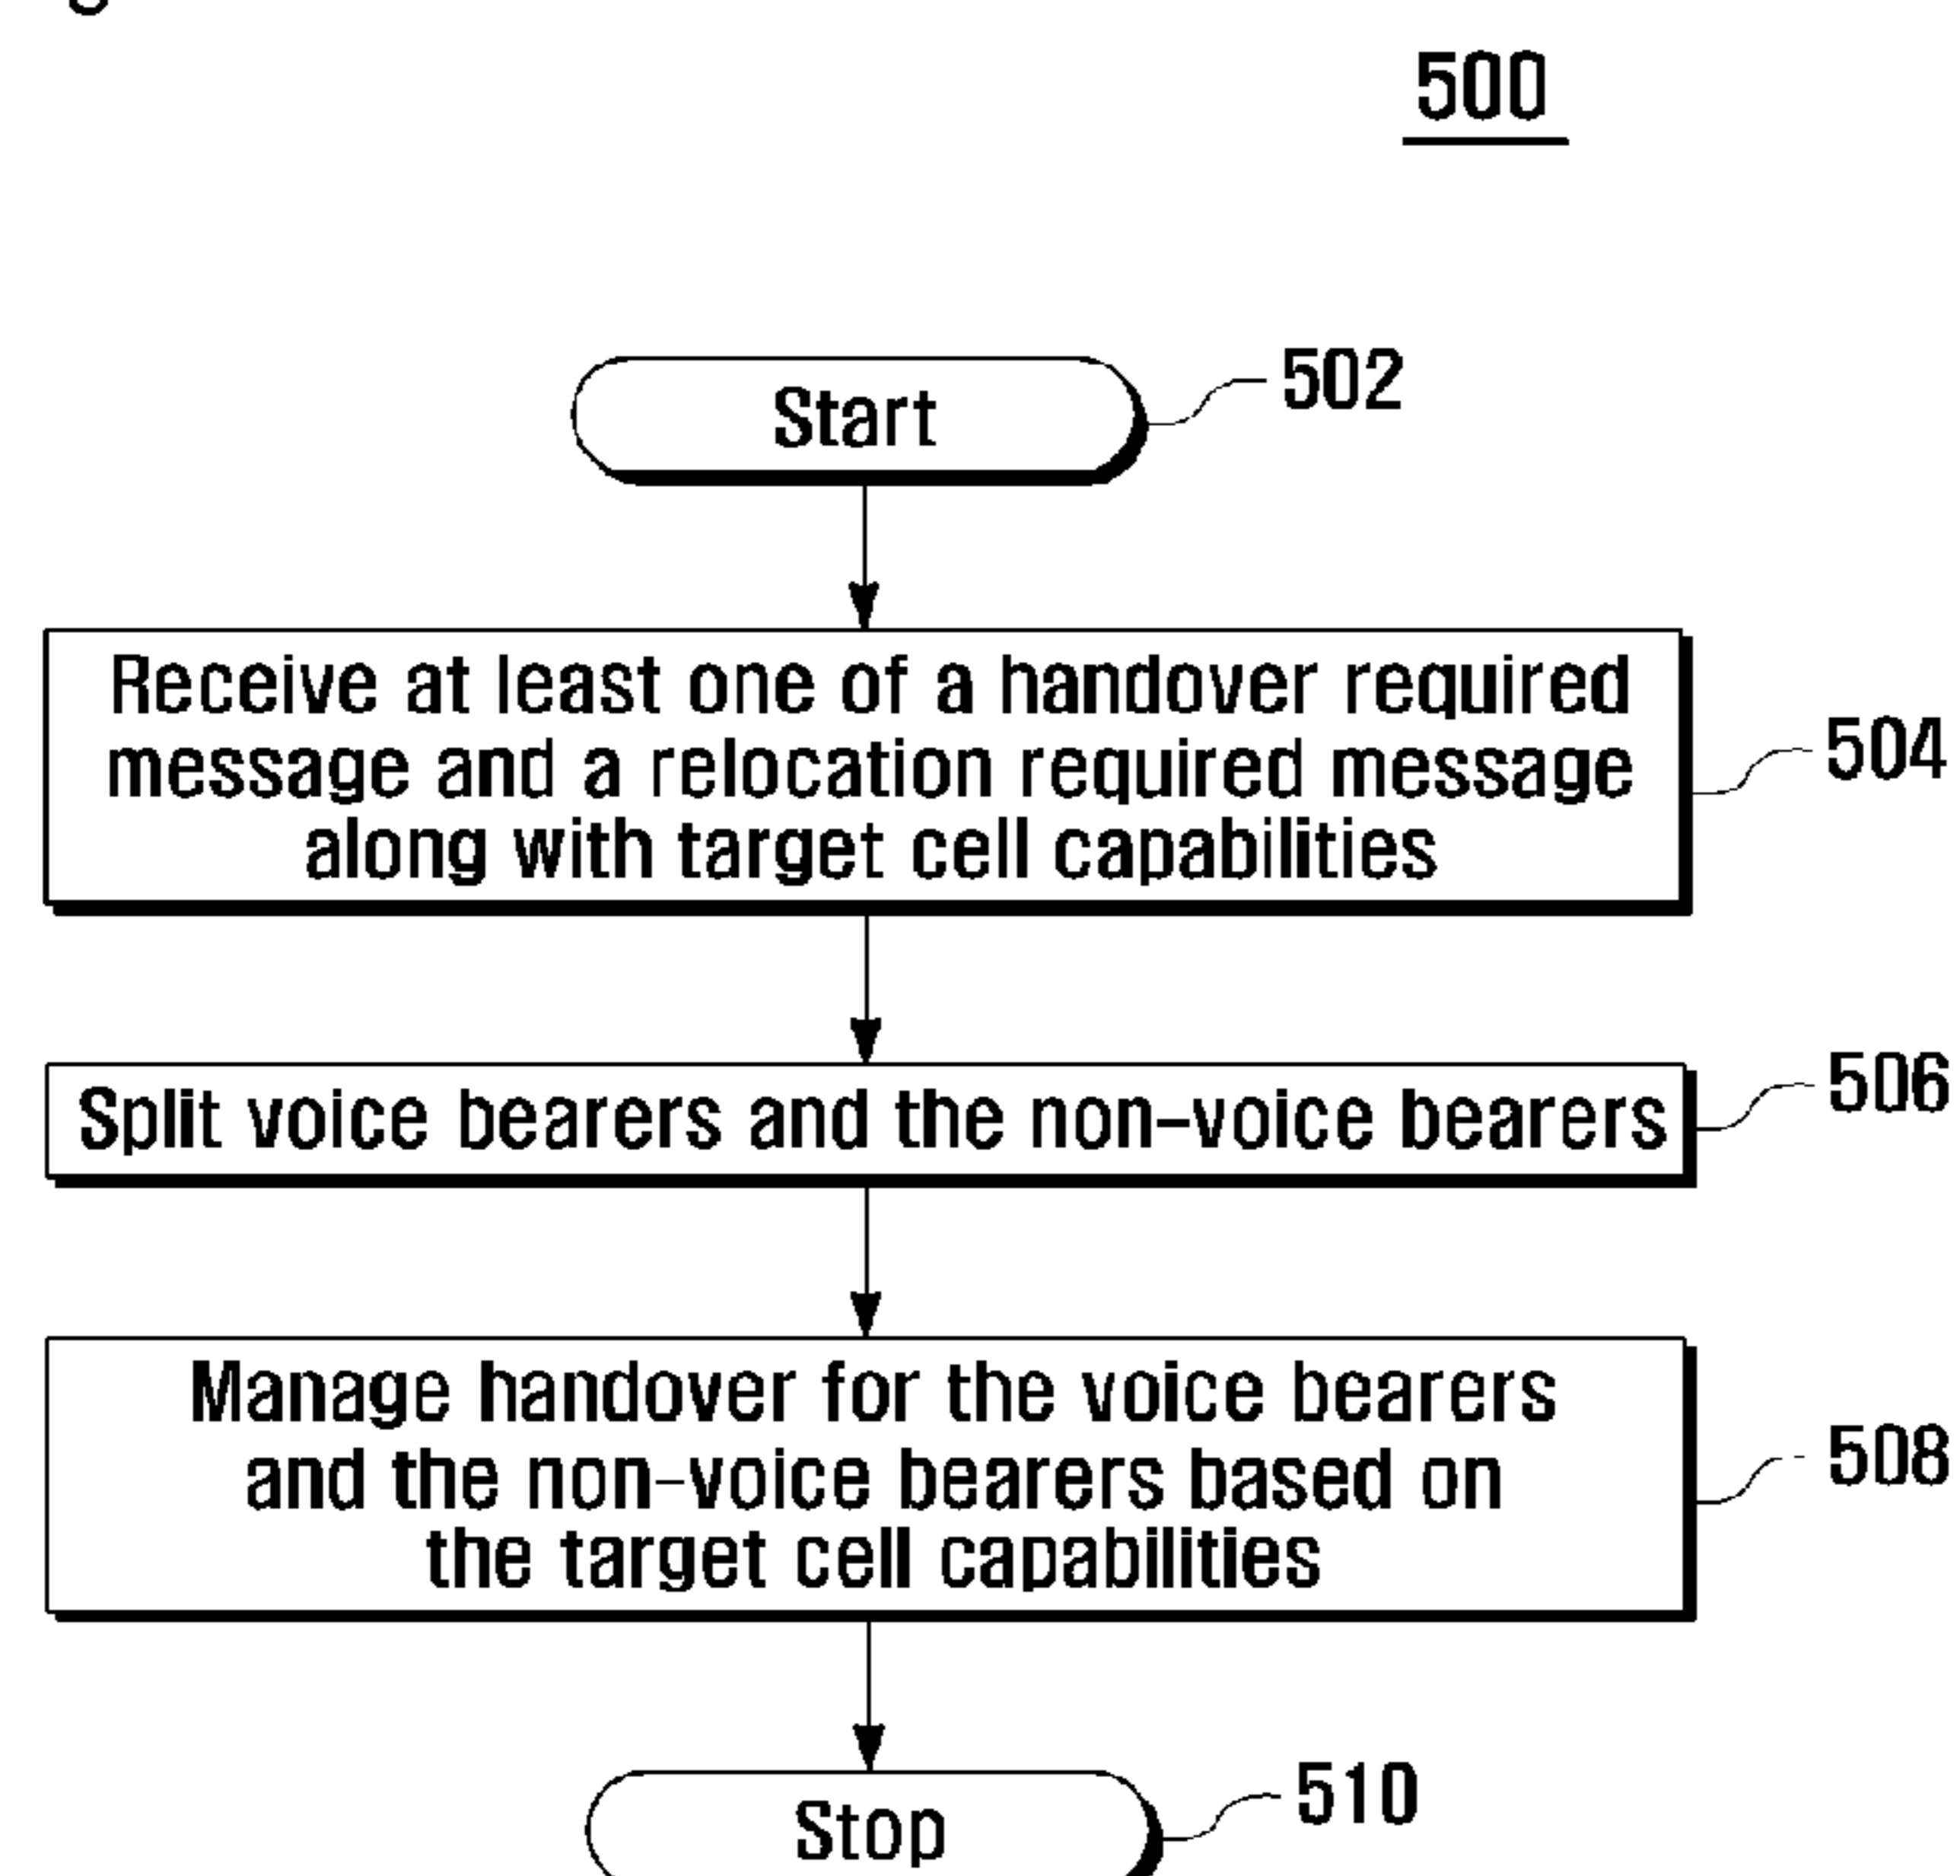 500
Start
502
Receive at least one of a handover required
message and a relocation required message
along with target cell capabilities
504
Split voice bearers and the non-voice bearers
506
Manage handover for the voice bearers
and the non-voice bearers based on
the target cell capabilities
508
Stop
510